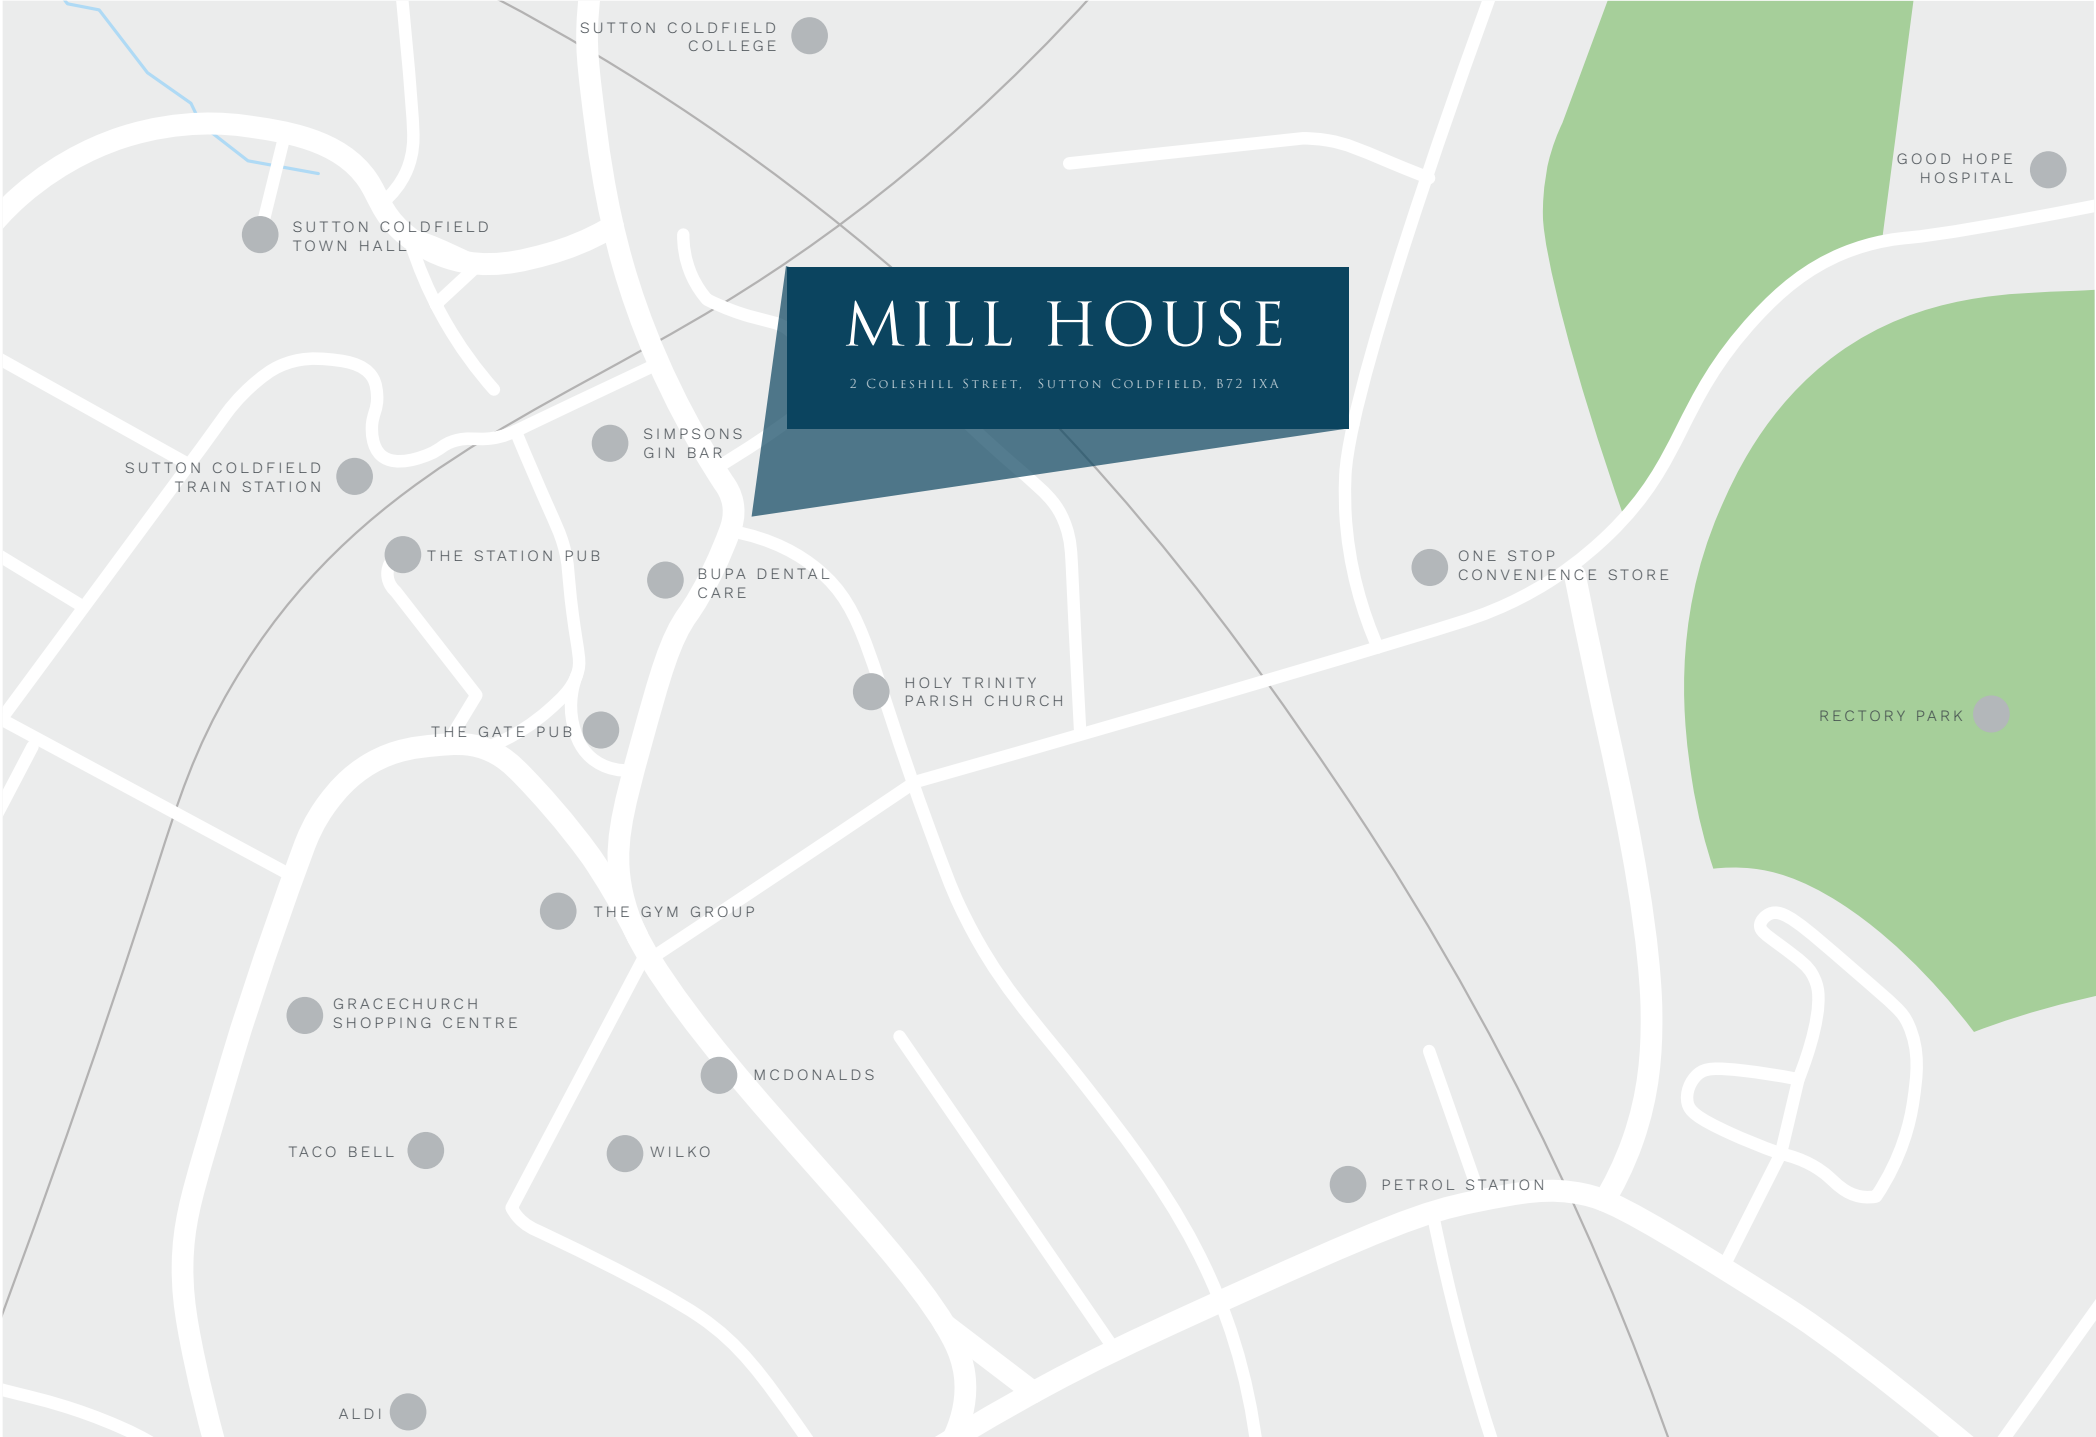 SUTTON COLDFIELD
COLLEGE
GOOD HOPE
HOSPITAL
SUTTON COLDFIELD
TOWN HALL
MILL HOUSE
2 Coleshill Street, Sutton Coldfield, B72 1XA
SIMPSONS
GIN BAR
SUTTON COLDFIELD
TRAIN STATION
THE STATION PUB
BUPA DENTAL
CARE
ONE STOP
CONVENIENCE STORE
HOLY TRINITY
PARISH CHURCH
RECTORY PARK
THE GATE PUB
THE GYM GROUP
GRACECHURCH
SHOPPING CENTRE
MCDONALDS
TACO BELL
WILKO
PETROL STATION
ALDI